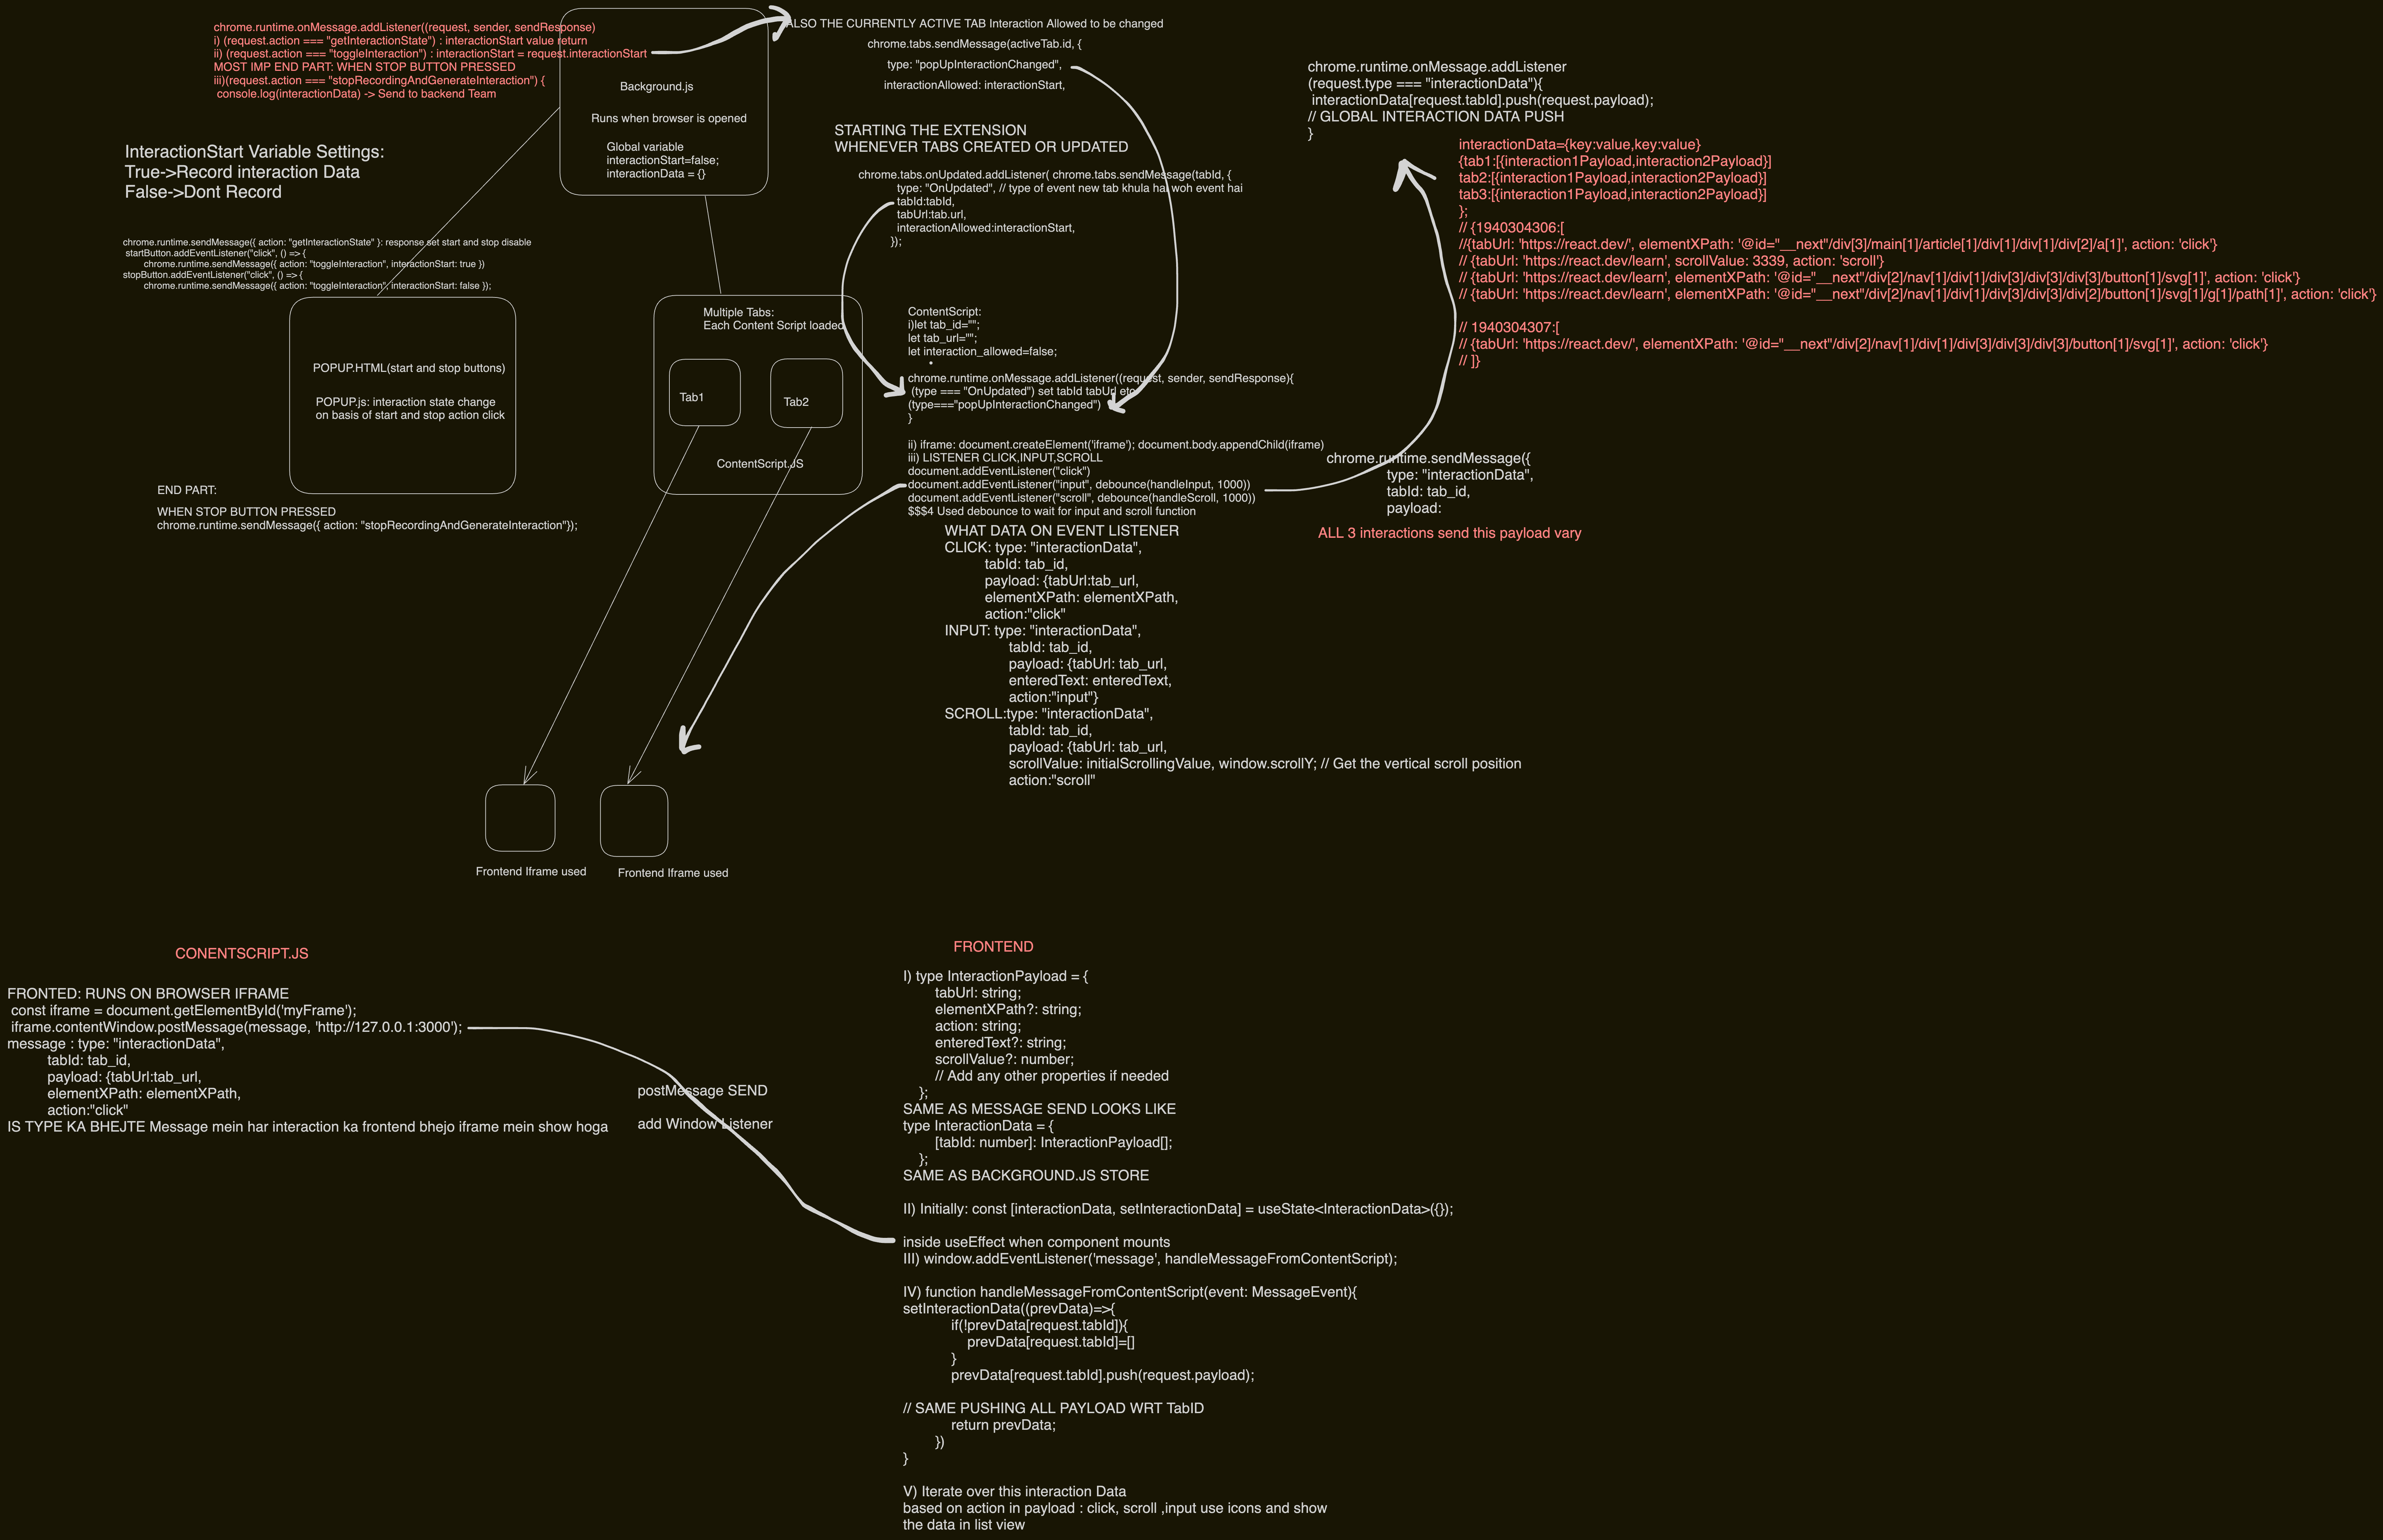 chrome.runtime.onMessage.addListener((request, sender, sendResponse)
i) (request.action === "getInteractionState") : interactionStart value return
ii) (request.action === "toggleInteraction") : interactionStart = request.interactionStart
MOST IMP END PART: WHEN STOP BUTTON PRESSED
iii)(request.action === "stopRecordingAndGenerateInteraction") {
console.log(interactionData) -> Send to backend Team
InteractionStart Variable Settings:
True->Record interaction Data
False->Dont Record
Background.js
Runs when browser is opened
Global variable
interactionStart=false;
interactionData = {}
ALSO THE CURRENTLY ACTIVE TAB Interaction Allowed to be changed
chrome.tabs.sendMessage(activeTab.id, {
type: "popUpInteractionChanged",
interactionAllowed: interactionStart,
STARTING THE EXTENSION
WHENEVER TABS CREATED OR UPDATED
chrome.tabs.onUpdated.addListener( chrome.tabs.sendMessage(tabId, {
type: "OnUpdated", // type of event new tab khula hai woh event hai
tabId:tabId,
tabUrl:tab.url,
interactionAllowed:interactionStart,
});
chrome.runtime.onMessage.addListener
(request.type === "interactionData"){
interactionData[request.tabId].push(request.payload);
// GLOBAL INTERACTION DATA PUSH
}
interactionData={key:value,key:value}
{tab1:[{interaction1Payload,interaction2Payload}]
tab2:[{interaction1Payload,interaction2Payload}]
tab3:[{interaction1Payload,interaction2Payload}]
};
// {1940304306:[
//{tabUrl: 'https://react.dev/', elementXPath: '@id="__next"/div[3]/main[1]/article[1]/div[1]/div[1]/div[2]/a[1]', action: 'click'}
// {tabUrl: 'https://react.dev/learn', scrollValue: 3339, action: 'scroll'}
// {tabUrl: 'https://react.dev/learn', elementXPath: '@id="__next"/div[2]/nav[1]/div[1]/div[3]/div[3]/div[3]/button[1]/svg[1]', action: 'click'}
// {tabUrl: 'https://react.dev/learn', elementXPath: '@id="__next"/div[2]/nav[1]/div[1]/div[3]/div[3]/div[2]/button[1]/svg[1]/g[1]/path[1]', action: 'click'}
// 1940304307:[
// {tabUrl: 'https://react.dev/', elementXPath: '@id="__next"/div[2]/nav[1]/div[1]/div[3]/div[3]/div[3]/button[1]/svg[1]', action: 'click'}
// ]}
chrome.runtime.sendMessage({ action: "getInteractionState" }: response set start and stop disable
startButton.addEventListener("click", () => {
chrome.runtime.sendMessage({ action: "toggleInteraction", interactionStart: true })
stopButton.addEventListener("click", () => {
chrome.runtime.sendMessage({ action: "toggleInteraction", interactionStart: false });
POPUP.HTML(start and stop buttons)
POPUP.js: interaction state change
on basis of start and stop action click
Multiple Tabs:
Each Content Script loaded
Tab1
Tab2
ContentScript.JS
END PART:
WHEN STOP BUTTON PRESSED
chrome.runtime.sendMessage({ action: "stopRecordingAndGenerateInteraction"});
ContentScript:
i)let tab_id="";
let tab_url="";
let interaction_allowed=false;
chrome.runtime.onMessage.addListener((request, sender, sendResponse){
(type === "OnUpdated") set tabId tabUrl etc
(type==="popUpInteractionChanged")
}
ii) iframe: document.createElement('iframe'); document.body.appendChild(iframe)
iii) LISTENER CLICK,INPUT,SCROLL
document.addEventListener("click")
document.addEventListener("input", debounce(handleInput, 1000))
document.addEventListener("scroll", debounce(handleScroll, 1000))
$$$4 Used debounce to wait for input and scroll function
chrome.runtime.sendMessage({
type: "interactionData",
tabId: tab_id,
payload:
ALL 3 interactions send this payload vary
WHAT DATA ON EVENT LISTENER
CLICK: type: "interactionData",
tabId: tab_id,
payload: {tabUrl:tab_url,
elementXPath: elementXPath,
action:"click"
INPUT: type: "interactionData",
tabId: tab_id,
payload: {tabUrl: tab_url,
enteredText: enteredText,
action:"input"}
SCROLL:type: "interactionData",
tabId: tab_id,
payload: {tabUrl: tab_url,
scrollValue: initialScrollingValue, window.scrollY; // Get the vertical scroll position
action:"scroll"
Frontend Iframe used
Frontend Iframe used
CONENTSCRIPT.JS
FRONTED: RUNS ON BROWSER IFRAME
const iframe = document.getElementById('myFrame');
iframe.contentWindow.postMessage(message, 'http://127.0.0.1:3000');
message : type: "interactionData",
tabId: tab_id,
payload: {tabUrl:tab_url,
elementXPath: elementXPath,
action:"click"
IS TYPE KA BHEJTE Message mein har interaction ka frontend bhejo iframe mein show hoga
postMessage SEND
add Window Listener
FRONTEND
I) type InteractionPayload = {
tabUrl: string;
elementXPath?: string;
action: string;
enteredText?: string;
scrollValue?: number;
// Add any other properties if needed
};
SAME AS MESSAGE SEND LOOKS LIKE
type InteractionData = {
[tabId: number]: InteractionPayload[];
};
SAME AS BACKGROUND.JS STORE
II) Initially: const [interactionData, setInteractionData] = useState<InteractionData>({});
inside useEffect when component mounts
III) window.addEventListener('message', handleMessageFromContentScript);
IV) function handleMessageFromContentScript(event: MessageEvent){
setInteractionData((prevData)=>{
if(!prevData[request.tabId]){
prevData[request.tabId]=[]
}
prevData[request.tabId].push(request.payload);
// SAME PUSHING ALL PAYLOAD WRT TabID
return prevData;
})
}
V) Iterate over this interaction Data
based on action in payload : click, scroll ,input use icons and show
the data in list view